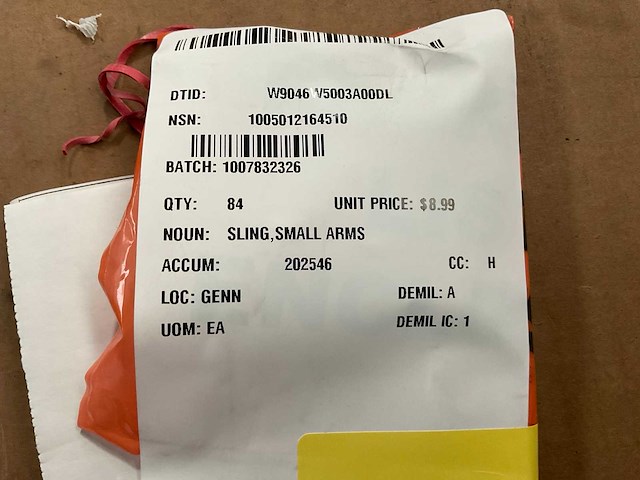 DTID: W9046 V5003A00DL
NSN: 1005012164510
BATCH: 1007832326
QTY: 84 UNIT PRICE: $8.99
NOUN: SLING,SMALL ARMS
ACCUM: 202546 CC: H
LOC: GENN DEMIL: A
UOM: EA DEMIL IC: 1